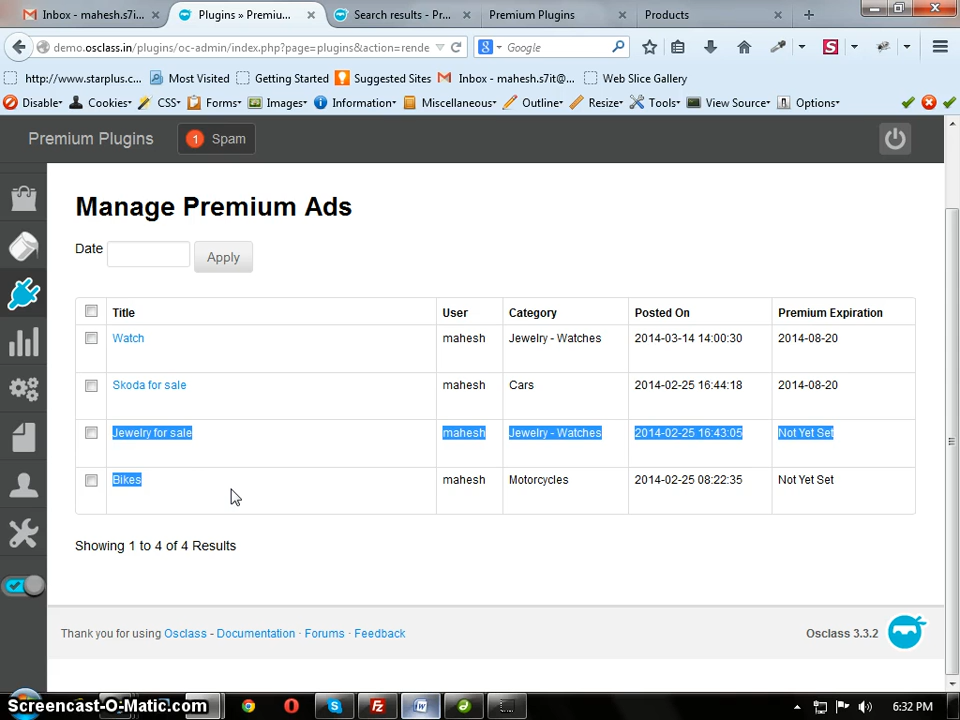 Inbox - mahesh.s7i...
Plugins » Premiu...
Search results - Pr...
Premium Plugins
Products
demo.osclass.in/plugins/oc-admin/index.php?page=plugins&action=rende
Google
http://www.starplus.c...
Most Visited
Getting Started
Suggested Sites
Inbox - mahesh.s7it@...
Web Slice Gallery
Disable
Cookies
CSS
Forms
Images
Information
Miscellaneous
Outline
Resize
Tools
View Source
Options
Premium Plugins
1 Spam
Manage Premium Ads
Date
Apply
Title User Category Posted On Premium Expiration
Watch mahesh Jewelry - Watches 2014-03-14 14:00:30 2014-08-20
Skoda for sale mahesh Cars 2014-02-25 16:44:18 2014-08-20
Jewelry for sale mahesh Jewelry - Watches 2014-02-25 16:43:05 Not Yet Set
Bikes mahesh Motorcycles 2014-02-25 08:22:35 Not Yet Set
Showing 1 to 4 of 4 Results
Thank you for using Osclass - Documentation · Forums · Feedback
Osclass 3.3.2
Screencast-O-Matic.com
6:32 PM